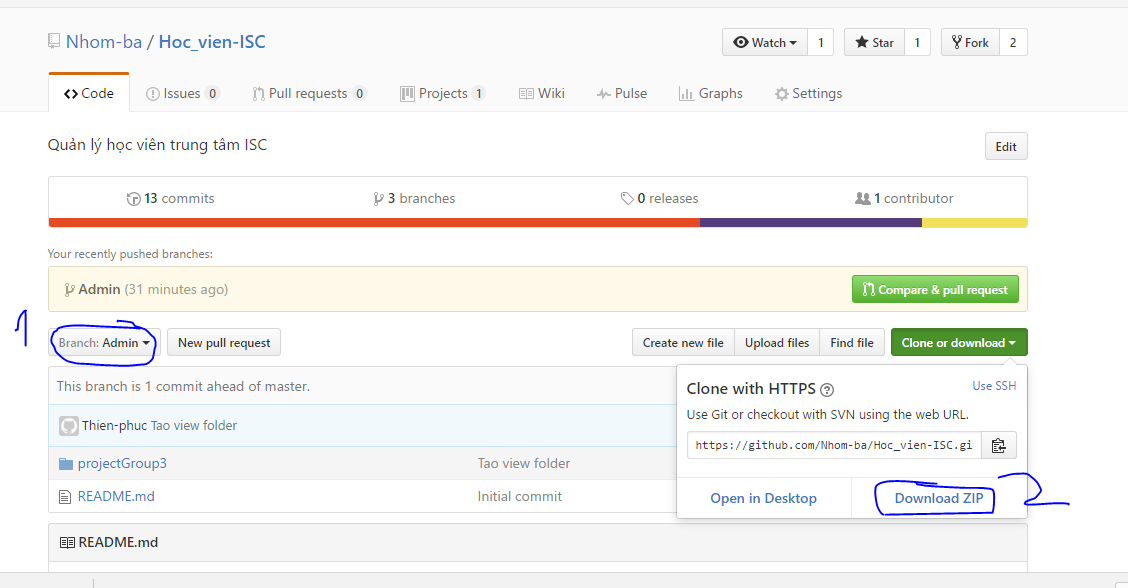 Nhom-ba / Hoc_vien-ISC
Watch 1 Star 1 Fork 2
Code Issues 0 Pull requests 0 Projects 1 Wiki Pulse Graphs Settings
Quản lý học viên trung tâm ISC Edit
13 commits 3 branches 0 releases 1 contributor
Your recently pushed branches:
Admin (31 minutes ago) Compare & pull request
1
Branch: Admin New pull request Create new file Upload files Find file Clone or download
This branch is 1 commit ahead of master.
Thien-phuc Tao view folder
projectGroup3 Tao view folder
README.md Initial commit
Clone with HTTPS ? Use SSH
Use Git or checkout with SVN using the web URL.
https://github.com/Nhom-ba/Hoc_vien-ISC.gi
Open in Desktop Download ZIP 2
README.md